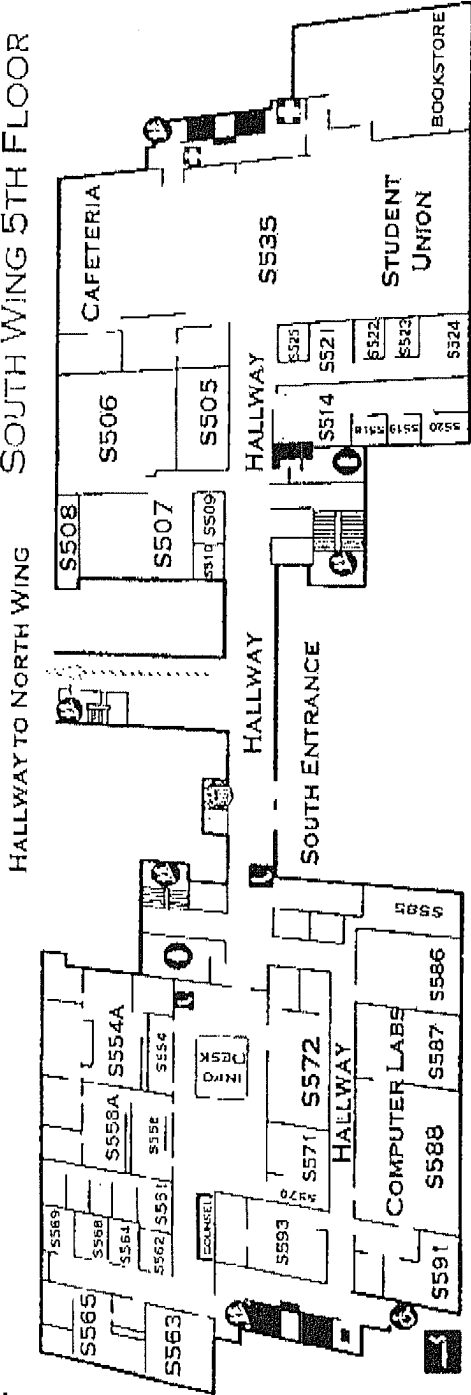 SOUTH WING 5TH FLOOR
HALLWAY TO NORTH WING
S569
S568
S564
S562
S561
S565
S563
S558A
S558
S554A
S554
COUNSEL
INFO
DESK
S593
S570
S571
S572
HALLWAY
COMPUTER LABS
S591
S588
S587
S586
S585
HALLWAY
SOUTH ENTRANCE
S508
S507
S510
S509
S506
S505
CAFETERIA
HALLWAY
S535
S514
S518
S519
S520
S521
S525
S522
S523
S524
STUDENT
UNION
BOOKSTORE